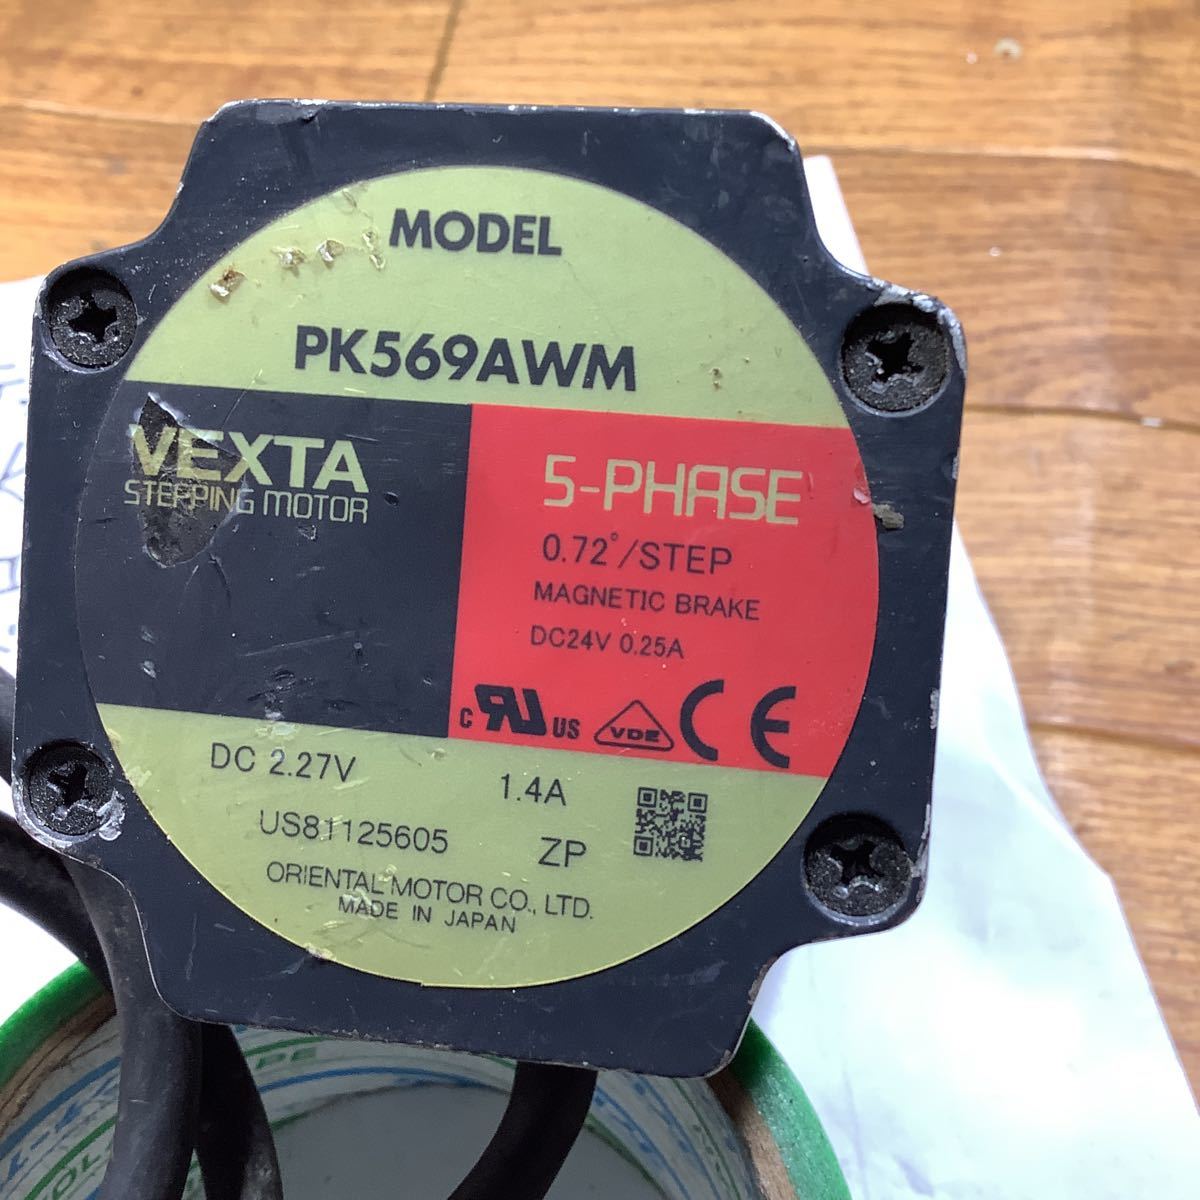 MODEL
PK569AWM
VEXTA
STEPPING MOTOR
5-PHASE
0.72°/STEP
MAGNETIC BRAKE
DC24V 0.25A
C RU US VDE CE
DC 2.27V 1.4A
US81125605 ZP
ORIENTAL MOTOR CO., LTD.
MADE IN JAPAN